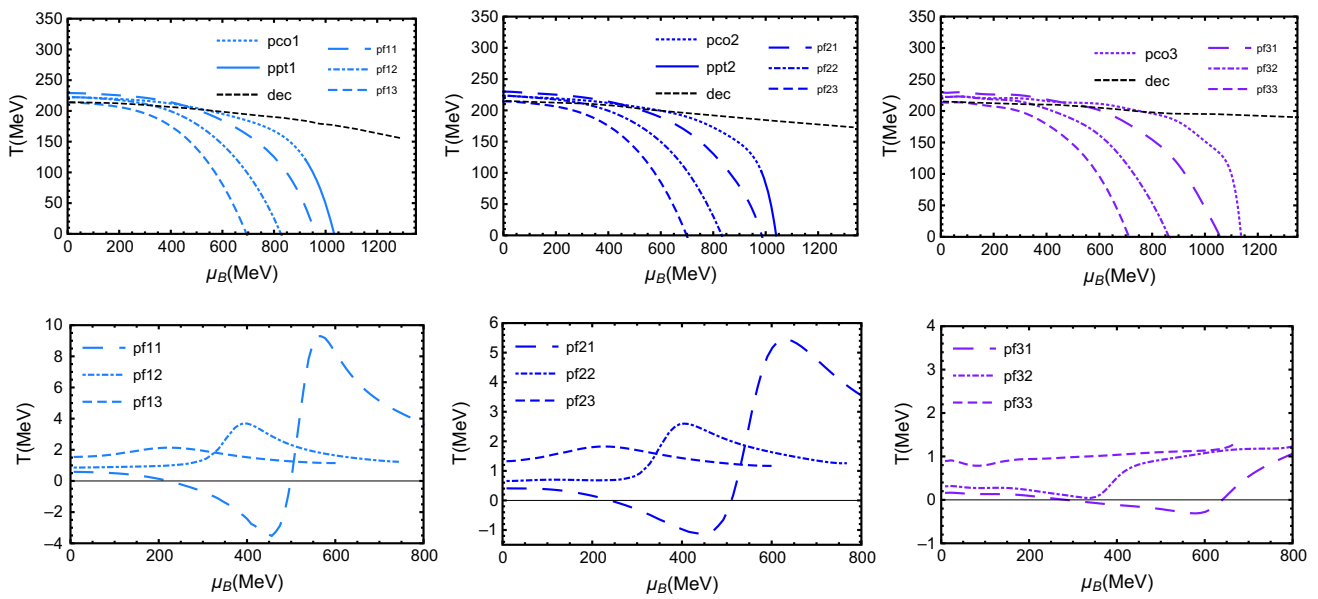 350
300
250
200
150
100
50
0
T(MeV)
pco1
ppt1
dec
pf11
pf12
pf13
0 200 400 600 800 1000 1200
μB(MeV)
350
300
250
200
150
100
50
0
T(MeV)
pco2
ppt2
dec
pf21
pf22
pf23
0 200 400 600 800 1000 1200
μB(MeV)
350
300
250
200
150
100
50
0
T(MeV)
pco3
dec
pf31
pf32
pf33
0 200 400 600 800 1000 1200
μB(MeV)
10
8
6
4
2
0
−2
−4
T(MeV)
pf11
pf12
pf13
0 200 400 600 800
μB(MeV)
6
5
4
3
2
1
0
−1
T(MeV)
pf21
pf22
pf23
0 200 400 600 800
μB(MeV)
4
3
2
1
0
−1
T(MeV)
pf31
pf32
pf33
0 200 400 600 800
μB(MeV)